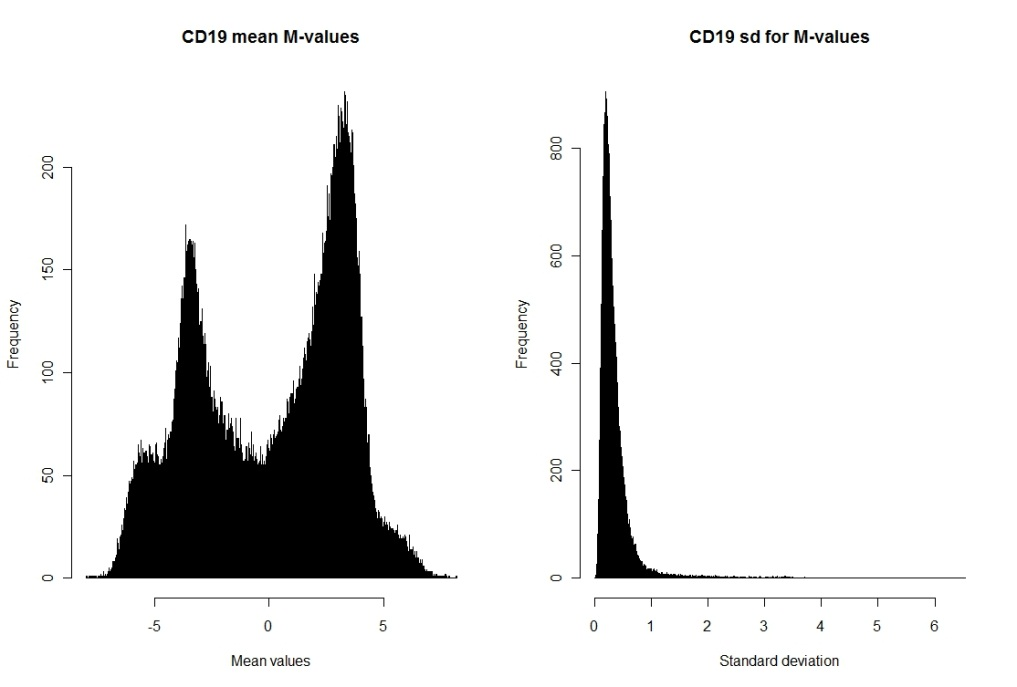 CD19 mean M-values
Frequency
0 50 100 150 200
-5 0 5
Mean values
CD19 sd for M-values
Frequency
0 200 400 600 800
0 1 2 3 4 5 6
Standard deviation